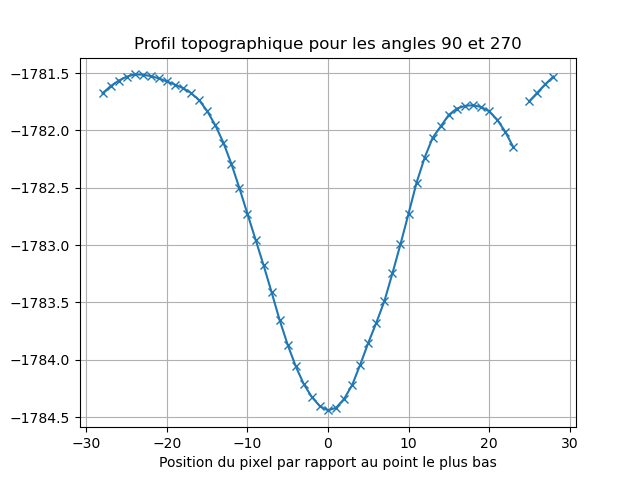 Profil topographique pour les angles 90 et 270
−1781.5
−1782.0
−1782.5
−1783.0
−1783.5
−1784.0
−1784.5
−30 −20 −10 0 10 20 30
Position du pixel par rapport au point le plus bas